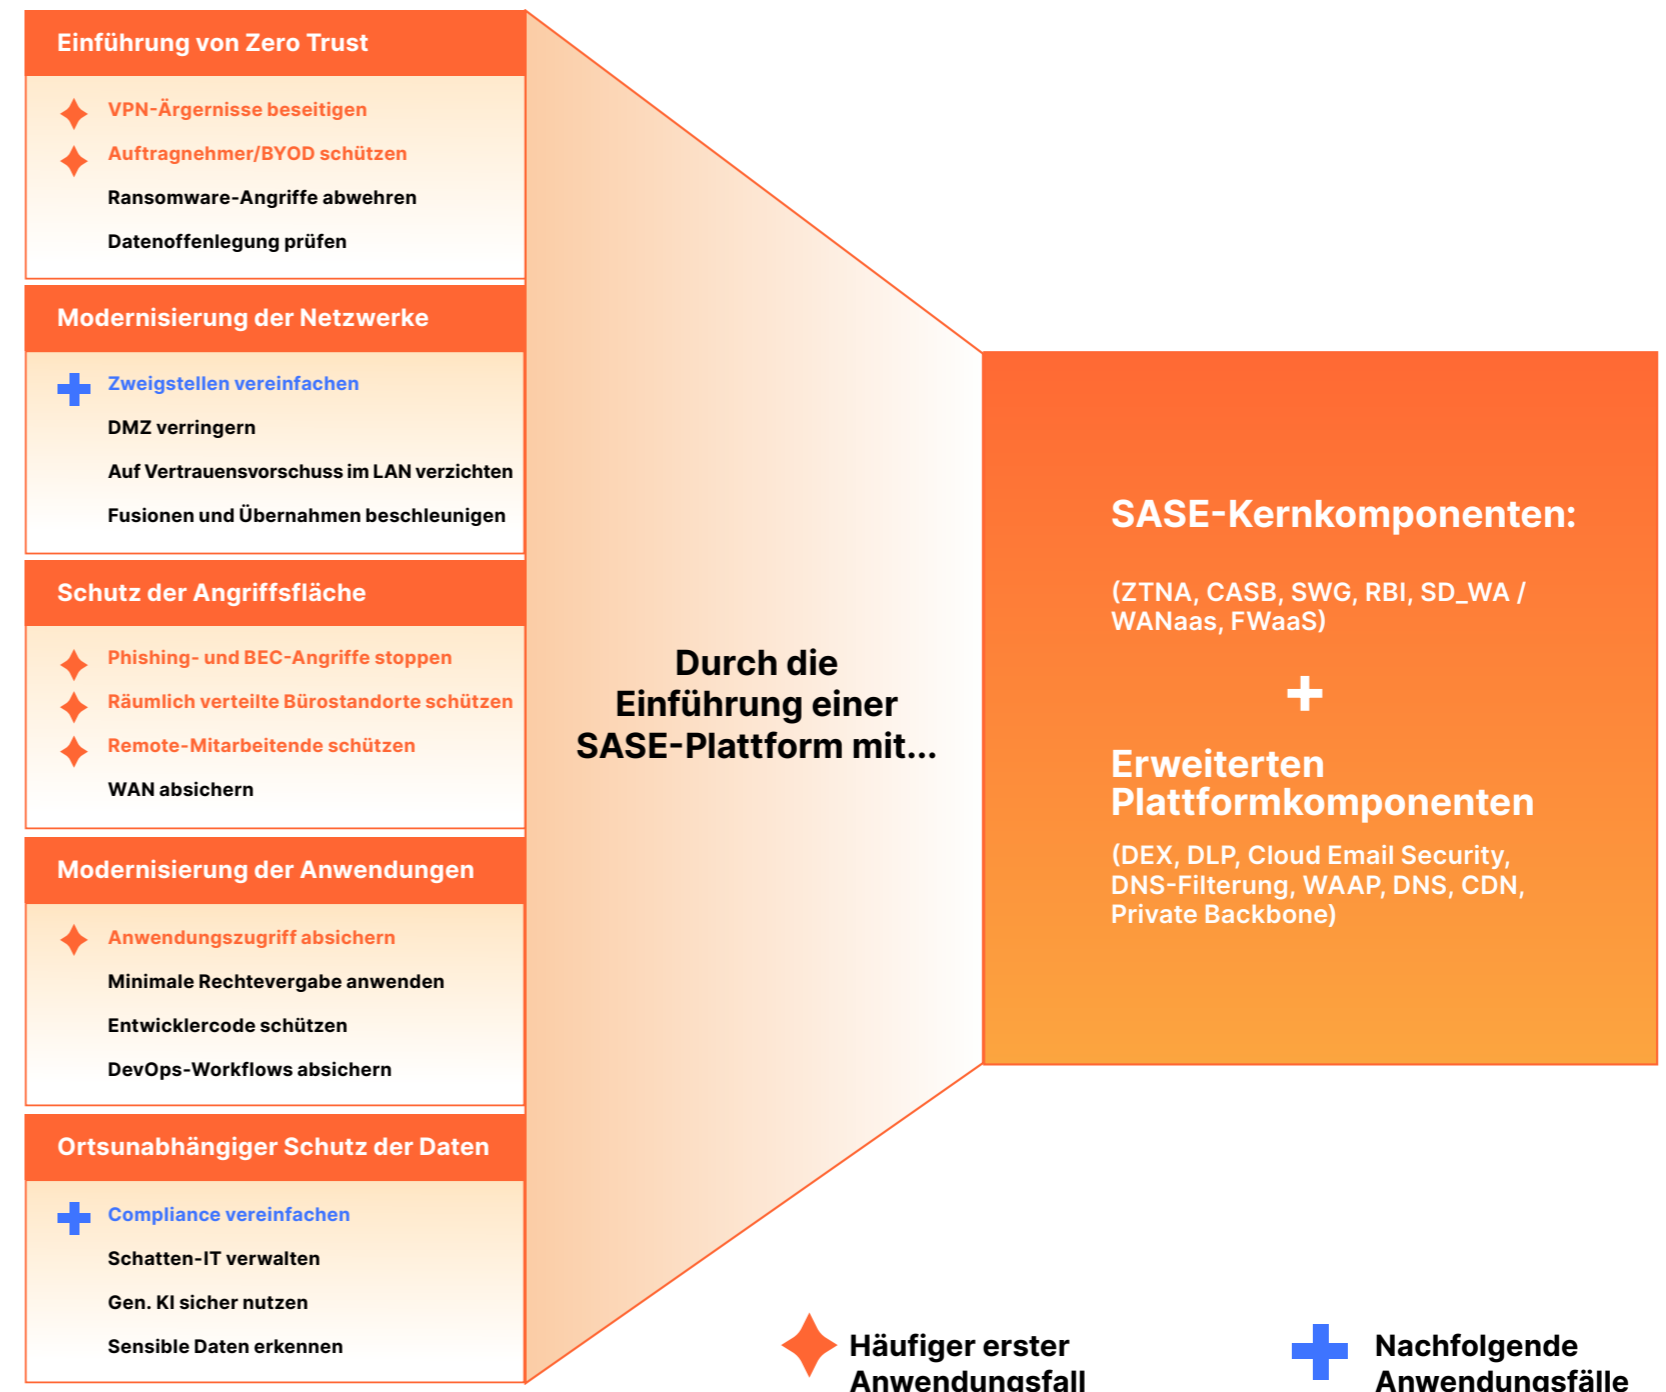 Einführung von Zero Trust
VPN-Ärgernisse beseitigen
Auftragnehmer/BYOD schützen
Ransomware-Angriffe abwehren
Datenoffenlegung prüfen
Modernisierung der Netzwerke
Zweigstellen vereinfachen
DMZ verringern
Auf Vertrauensvorschuss im LAN verzichten
Fusionen und Übernahmen beschleunigen
Schutz der Angriffsfläche
Phishing- und BEC-Angriffe stoppen
Räumlich verteilte Bürostandorte schützen
Remote-Mitarbeitende schützen
WAN absichern
Modernisierung der Anwendungen
Anwendungszugriff absichern
Minimale Rechtevergabe anwenden
Entwicklercode schützen
DevOps-Workflows absichern
Ortsunabhängiger Schutz der Daten
Compliance vereinfachen
Schatten-IT verwalten
Gen. KI sicher nutzen
Sensible Daten erkennen
Durch die
Einführung einer
SASE-Plattform mit...
SASE-Kernkomponenten:
(ZTNA, CASB, SWG, RBI, SD_WA /
WANaas, FWaaS)
+
Erweiterten
Plattformkomponenten
(DEX, DLP, Cloud Email Security,
DNS-Filterung, WAAP, DNS, CDN,
Private Backbone)
Häufiger erster
Anwendungsfall
Nachfolgende
Anwendungsfälle